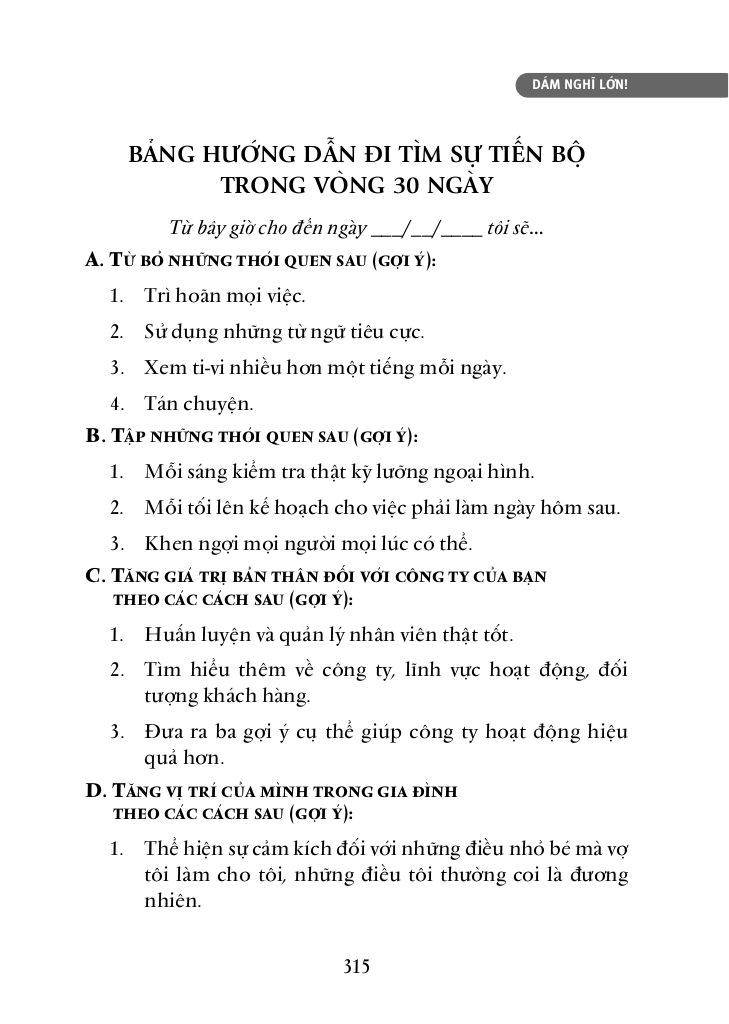 DÁM NGHĨ LỚN!
BẢNG HƯỚNG DẪN ĐI TÌM SỰ TIẾN BỘ
TRONG VÒNG 30 NGÀY
Từ bây giờ cho đến ngày ___/__/____ tôi sẽ...
A. TỪ BỎ NHỮNG THÓI QUEN SAU (GỢI Ý):
1. Trì hoãn mọi việc.
2. Sử dụng những từ ngữ tiêu cực.
3. Xem ti-vi nhiều hơn một tiếng mỗi ngày.
4. Tán chuyện.
B. TẬP NHỮNG THÓI QUEN SAU (GỢI Ý):
1. Mỗi sáng kiểm tra thật kỹ lưỡng ngoại hình.
2. Mỗi tối lên kế hoạch cho việc phải làm ngày hôm sau.
3. Khen ngợi mọi người mọi lúc có thể.
C. TĂNG GIÁ TRỊ BẢN THÂN ĐỐI VỚI CÔNG TY CỦA BẠN
THEO CÁC CÁCH SAU (GỢI Ý):
1. Huấn luyện và quản lý nhân viên thật tốt.
2. Tìm hiểu thêm về công ty, lĩnh vực hoạt động, đối
tượng khách hàng.
3. Đưa ra ba gợi ý cụ thể giúp công ty hoạt động hiệu
quả hơn.
D. TĂNG VỊ TRÍ CỦA MÌNH TRONG GIA ĐÌNH
THEO CÁC CÁCH SAU (GỢI Ý):
1. Thể hiện sự cảm kích đối với những điều nhỏ bé mà vợ
tôi làm cho tôi, những điều tôi thường coi là đương
nhiên.
315